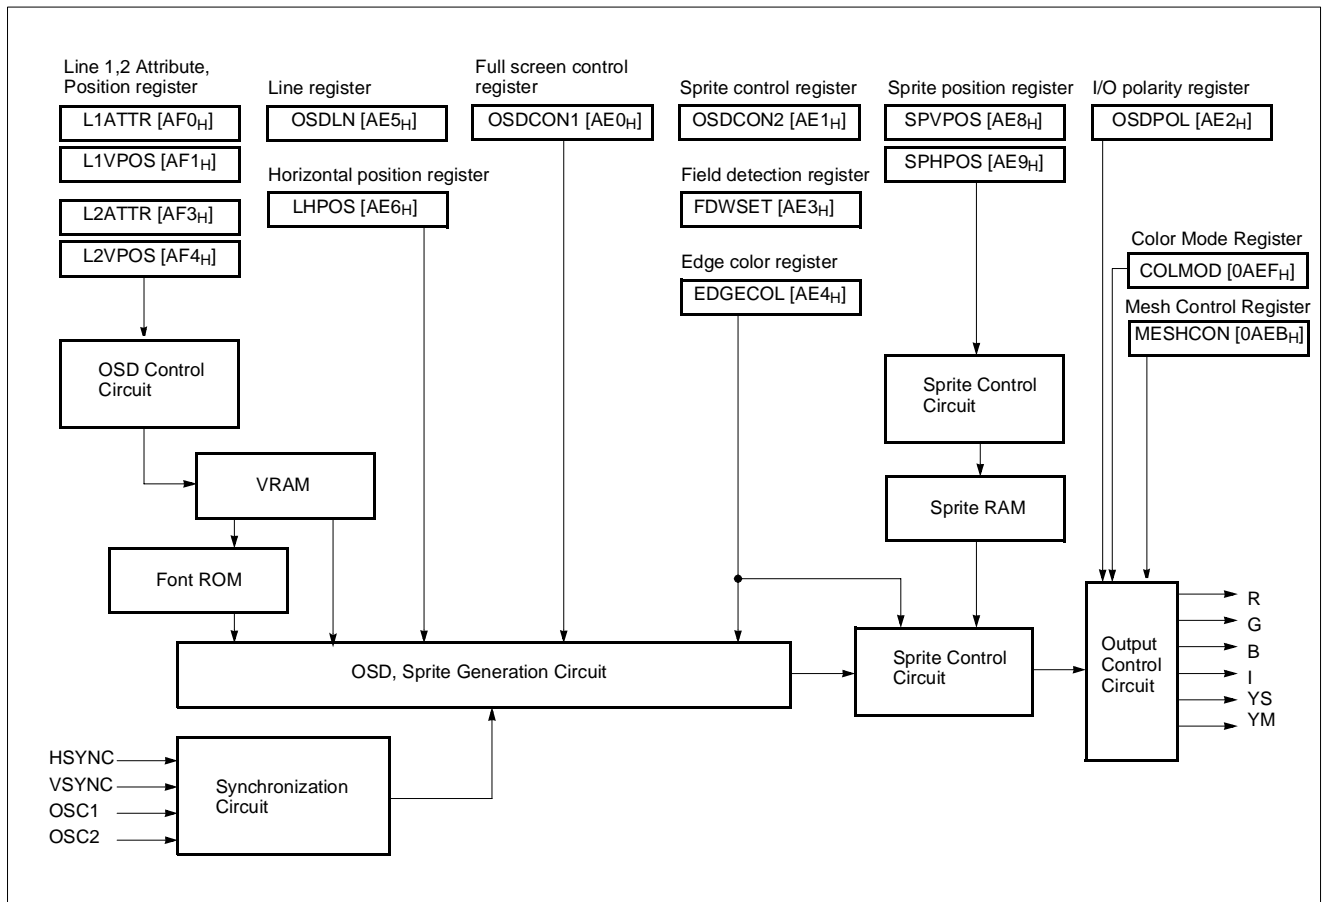 Line 1,2 Attribute,
Position register
L1ATTR [AF0H]
L1VPOS [AF1H]
L2ATTR [AF3H]
L2VPOS [AF4H]
Line register
OSDLN [AE5H]
Horizontal position register
LHPOS [AE6H]
Full screen control
register
OSDCON1 [AE0H]
Sprite control register
OSDCON2 [AE1H]
Field detection register
FDWSET [AE3H]
Edge color register
EDGECOL [AE4H]
Sprite position register
SPVPOS [AE8H]
SPHPOS [AE9H]
I/O polarity register
OSDPOL [AE2H]
Color Mode Register
COLMOD [0AEFH]
Mesh Control Register
MESHCON [0AEBH]
OSD Control
Circuit
VRAM
Font ROM
Sprite Control
Circuit
Sprite RAM
OSD, Sprite Generation Circuit
Sprite Control
Circuit
Output
Control
Circuit
R
G
B
I
YS
YM
HSYNC
VSYNC
OSC1
OSC2
Synchronization
Circuit